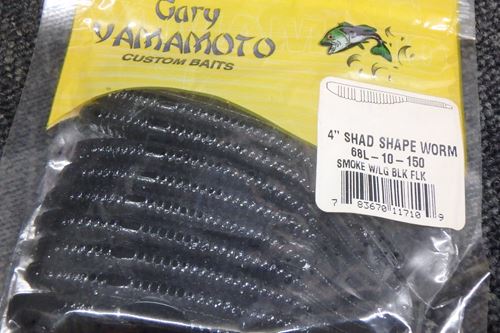 Gary
YAMAMOTO
CUSTOM BAITS
4" SHAD SHAPE WORM
68L-10-150
SMOKE W/LG BLK FLK
7 83670 11710 9